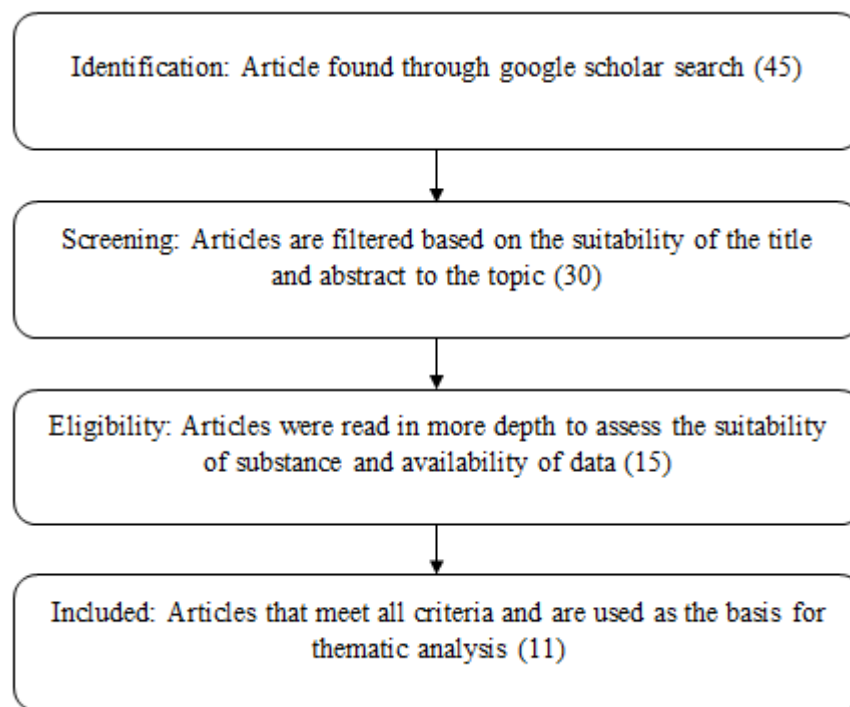 Identification: Article found through google scholar search (45)
Screening: Articles are filtered based on the suitability of the title
and abstract to the topic (30)
Eligibility: Articles were read in more depth to assess the suitability
of substance and availability of data (15)
Included: Articles that meet all criteria and are used as the basis for
thematic analysis (11)